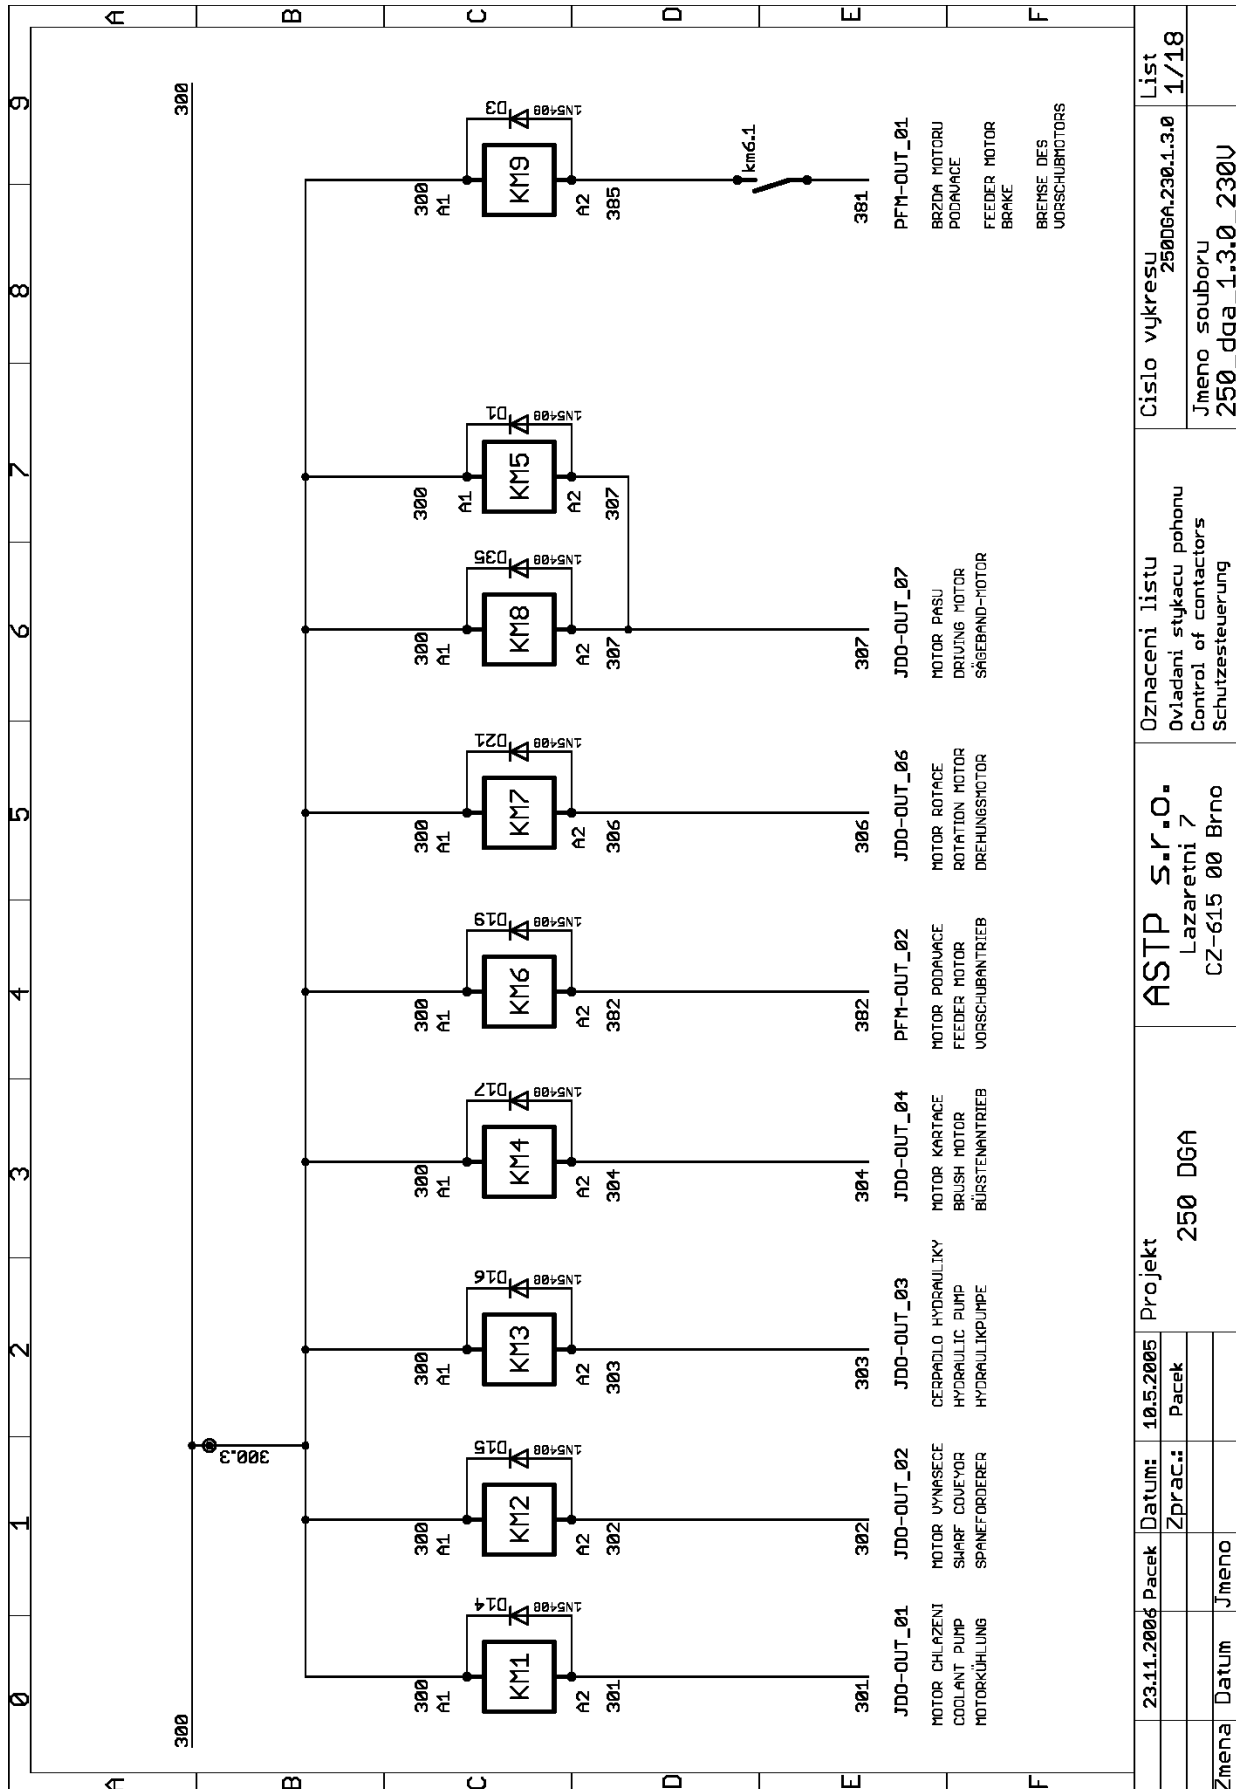 0 1 2 3 4 5 6 7 8 9
A A
B B
C C
D D
E E
F F
300 300
300.3
300 300 300 300 300 300 300 300 300
A1 A1 A1 A1 A1 A1 A1 A1 A1
KM1 D14 1N5408
KM2 D15 1N5408
KM3 D16 1N5408
KM4 D17 1N5408
KM6 D19 1N5408
KM7 D21 1N5408
KM8 D35 1N5408
KM5 D1 1N5408
KM9 D3 1N5408
A2 A2 A2 A2 A2 A2 A2 A2 A2
301 302 303 304 382 306 307 307 385
km6.1
301 302 303 304 382 306 307 381
JDO-OUT_01
MOTOR CHLAZENI
COOLANT PUMP
MOTORKÜHLUNG
JDO-OUT_02
MOTOR VYNASECE
SWARF COVEYOR
SPANEFORDERER
JDO-OUT_03
CERPADLO HYDRAULIKY
HYDRAULIC PUMP
HYDRAULIKPUMPE
JDO-OUT_04
MOTOR KARTACE
BRUSH MOTOR
BÜRSTENANTRIEB
PFM-OUT_02
MOTOR PODAVACE
FEEDER MOTOR
VORSCHUBANTRIEB
JDO-OUT_06
MOTOR ROTACE
ROTATION MOTOR
DREHUNGSMOTOR
JDO-OUT_07
MOTOR PASU
DRIVING MOTOR
SÄGEBAND-MOTOR
PFM-OUT_01
BRZDA MOTORU
PODAVACE
FEEDER MOTOR
BRAKE
BREMSE DES
VORSCHUBMOTORS
23.11.2006 Pacek
Zmena Datum Jmeno
Datum: 10.5.2005
Zprac.: Pacek
Projekt
250 DGA
ASTP s.r.o.
Lazaretni 7
CZ-615 00 Brno
Oznaceni listu
Ovladani stykacu pohonu
Control of contactors
Schutzesteuerung
Cislo vykresu
250DGA.230.1.3.0
Jmeno souboru
250_dga_1.3.0_230V
List
1/18